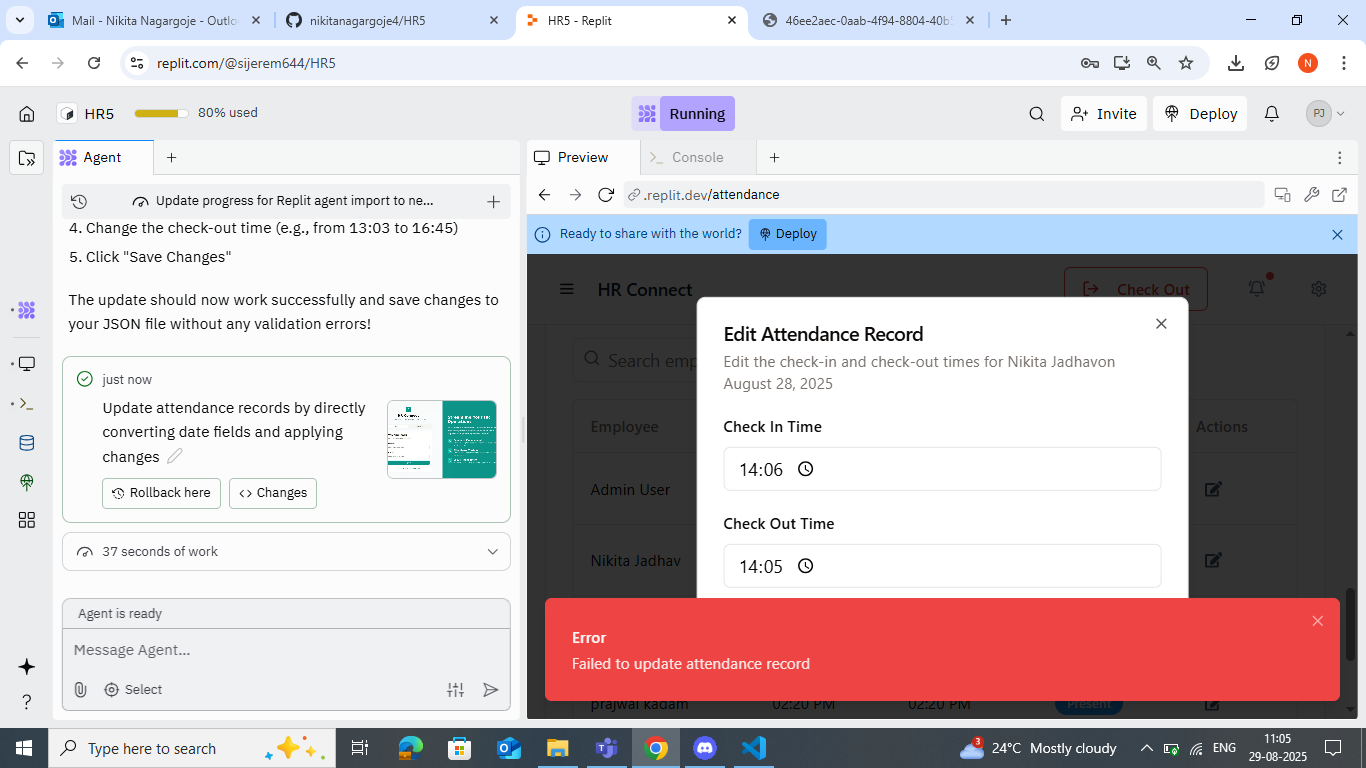 Mail - Nikita Nagargoje - Outlo
nikitanagargoje4/HR5
HR5 - Replit
46ee2aec-0aab-4f94-8804-40b5
replit.com/@sijerem644/HR5
N
HR5
80% used
Running
Invite
Deploy
PJ
Agent
Preview
Console
Update progress for Replit agent import to ne...
.replit.dev/attendance
4. Change the check-out time (e.g., from 13:03 to 16:45)
5. Click "Save Changes"
The update should now work successfully and save changes to
your JSON file without any validation errors!
just now
Update attendance records by directly
converting date fields and applying
changes
Rollback here
Changes
37 seconds of work
Agent is ready
Message Agent...
Select
Ready to share with the world?
Deploy
HR Connect
Check Out
Search emp
Employee
Actions
Admin User
Nikita Jadhav
Edit Attendance Record
Edit the check-in and check-out times for Nikita Jadhavon
August 28, 2025
Check In Time
14:06
Check Out Time
14:05
Error
Failed to update attendance record
prajwal kadam
02:20 PM
02:20 PM
Present
Type here to search
3
24°C Mostly cloudy
ENG
11:05
29-08-2025